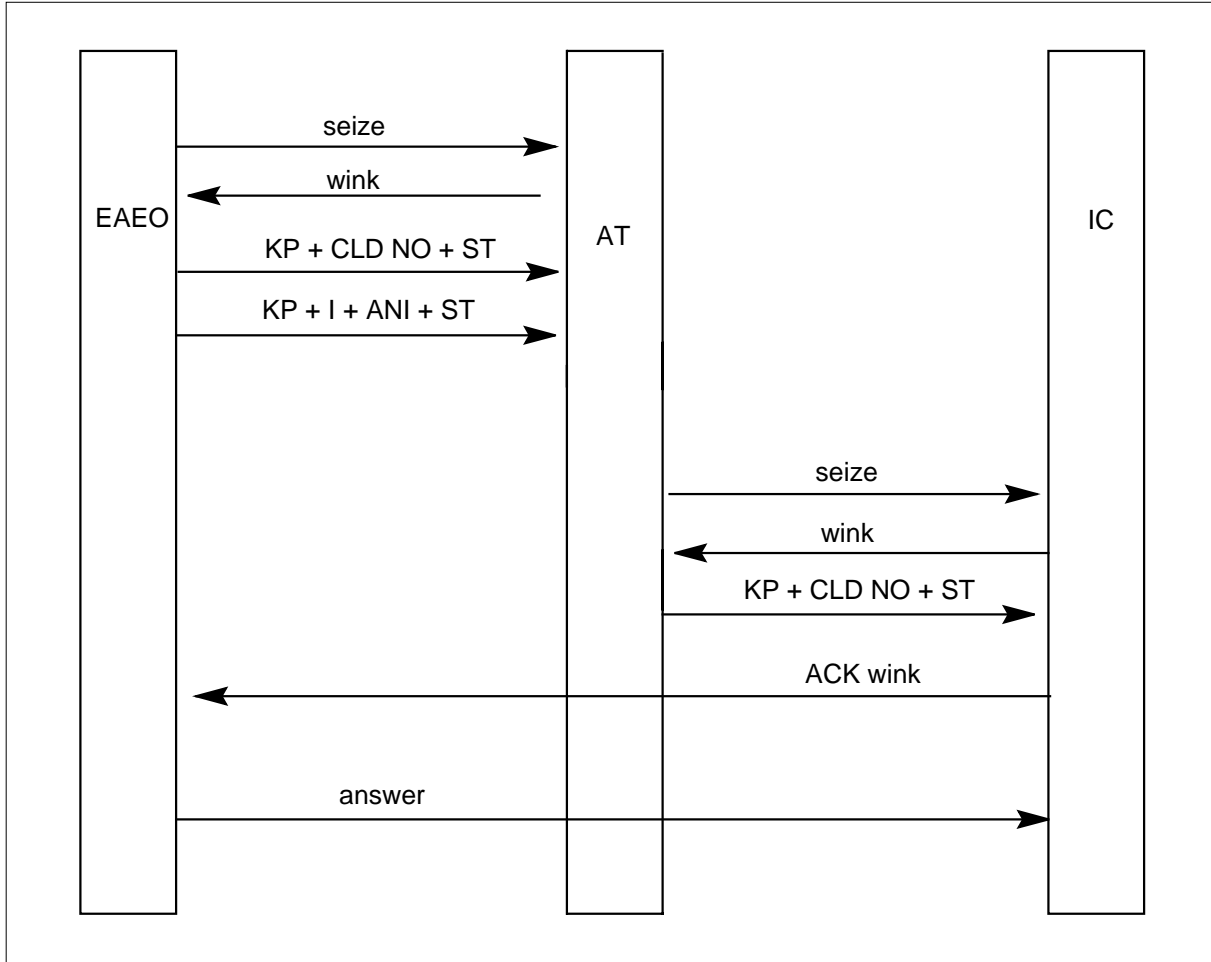 seize
wink
EAEO
AT
IC
KP + CLD NO + ST
KP + I + ANI + ST
seize
wink
KP + CLD NO + ST
ACK wink
answer